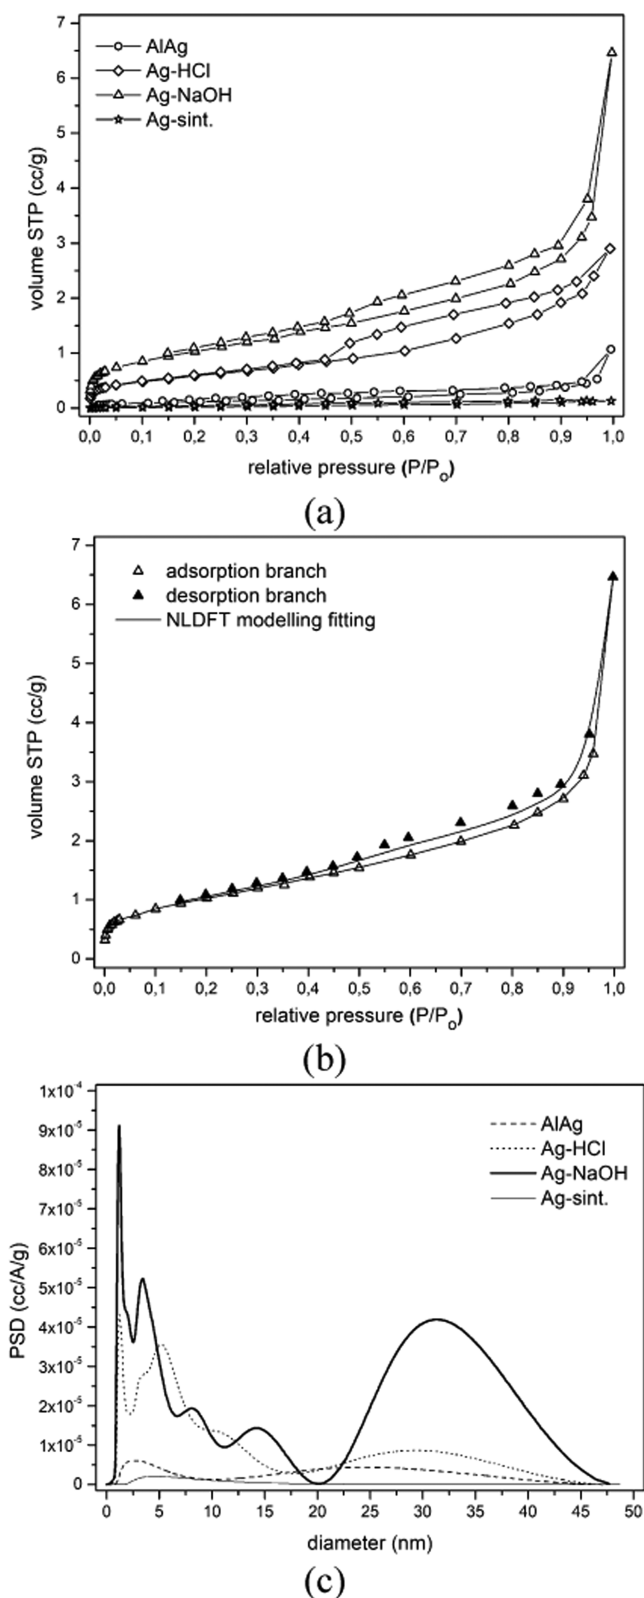 AlAg
Ag-HCl
Ag-NaOH
Ag-sint.
7
6
5
4
3
2
1
0
volume STP (cc/g)
0,0 0,1 0,2 0,3 0,4 0,5 0,6 0,7 0,8 0,9 1,0
relative pressure (P/Po)
(a)
adsorption branch
desorption branch
NLDFT modelling fitting
7
6
5
4
3
2
1
0
volume STP (cc/g)
0,0 0,1 0,2 0,3 0,4 0,5 0,6 0,7 0,8 0,9 1,0
relative pressure (P/Po)
(b)
AlAg
Ag-HCl
Ag-NaOH
Ag-sint.
1x10-4
9x10-5
8x10-5
7x10-5
6x10-5
5x10-5
4x10-5
3x10-5
2x10-5
1x10-5
0
PSD (cc/A/g)
0 5 10 15 20 25 30 35 40 45 50
diameter (nm)
(c)